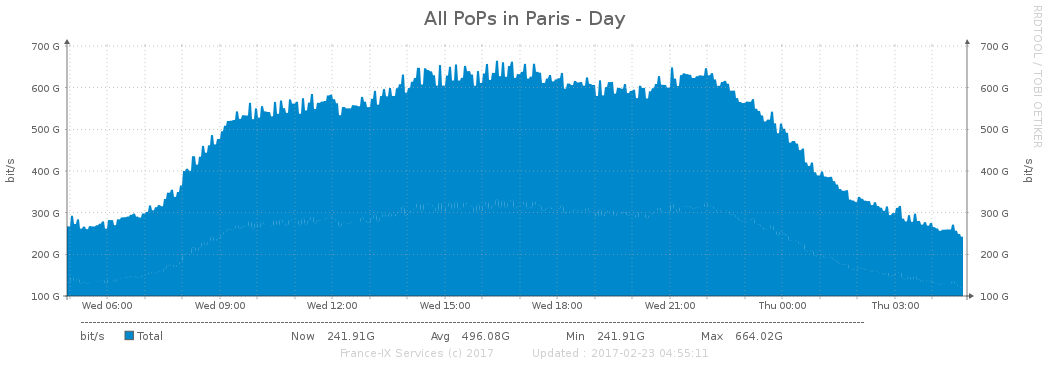 All PoPs in Paris - Day
RRDTOOL / TOBI OETIKER
700 G 700 G
600 G 600 G
500 G 500 G
400 G 400 G
300 G 300 G
200 G 200 G
100 G 100 G
bit/s bit/s
Wed 06:00 Wed 09:00 Wed 12:00 Wed 15:00 Wed 18:00 Wed 21:00 Thu 00:00 Thu 03:00
bit/s Total Now 241.91G Avg 496.08G Min 241.91G Max 664.02G
France-IX Services (c) 2017 Updated : 2017-02-23 04:55:11